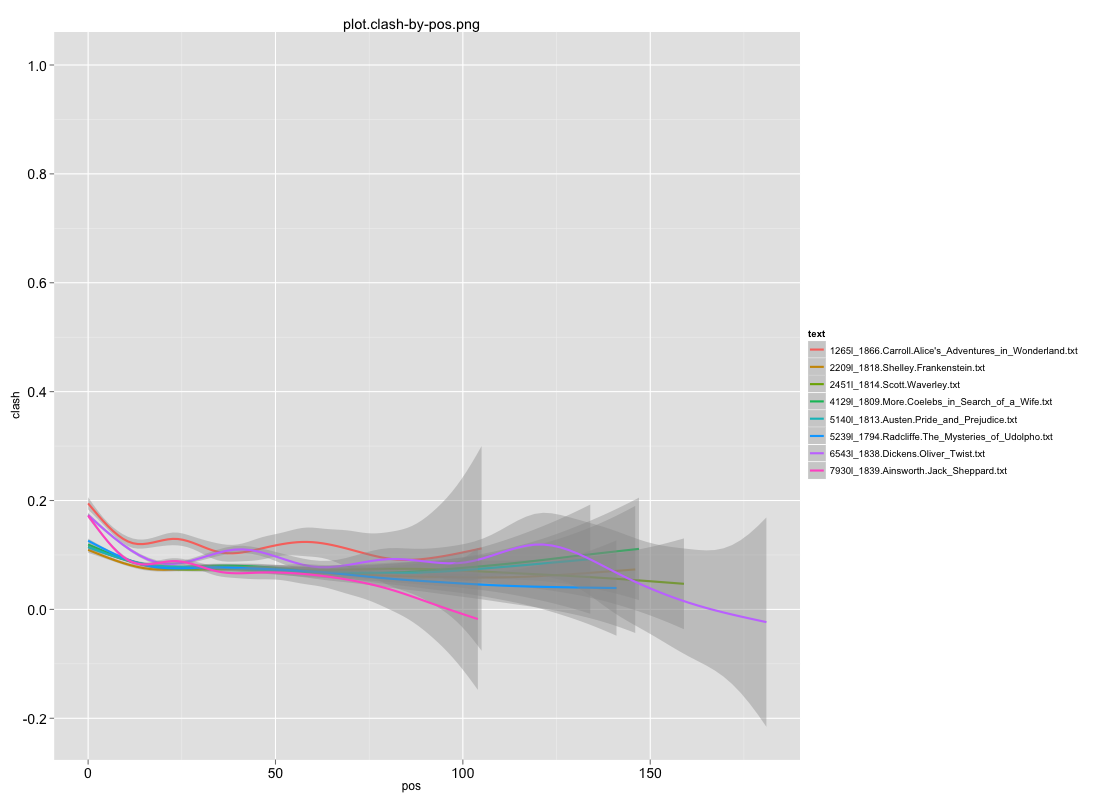 plot.clash-by-pos.png
1.0
0.8
0.6
0.4
0.2
0.0
-0.2
clash
0 50 100 150
pos
text
1265l_1866.Carroll.Alice's_Adventures_in_Wonderland.txt
2209l_1818.Shelley.Frankenstein.txt
2451l_1814.Scott.Waverley.txt
4129l_1809.More.Coelebs_in_Search_of_a_Wife.txt
5140l_1813.Austen.Pride_and_Prejudice.txt
5239l_1794.Radcliffe.The_Mysteries_of_Udolpho.txt
6543l_1838.Dickens.Oliver_Twist.txt
7930l_1839.Ainsworth.Jack_Sheppard.txt